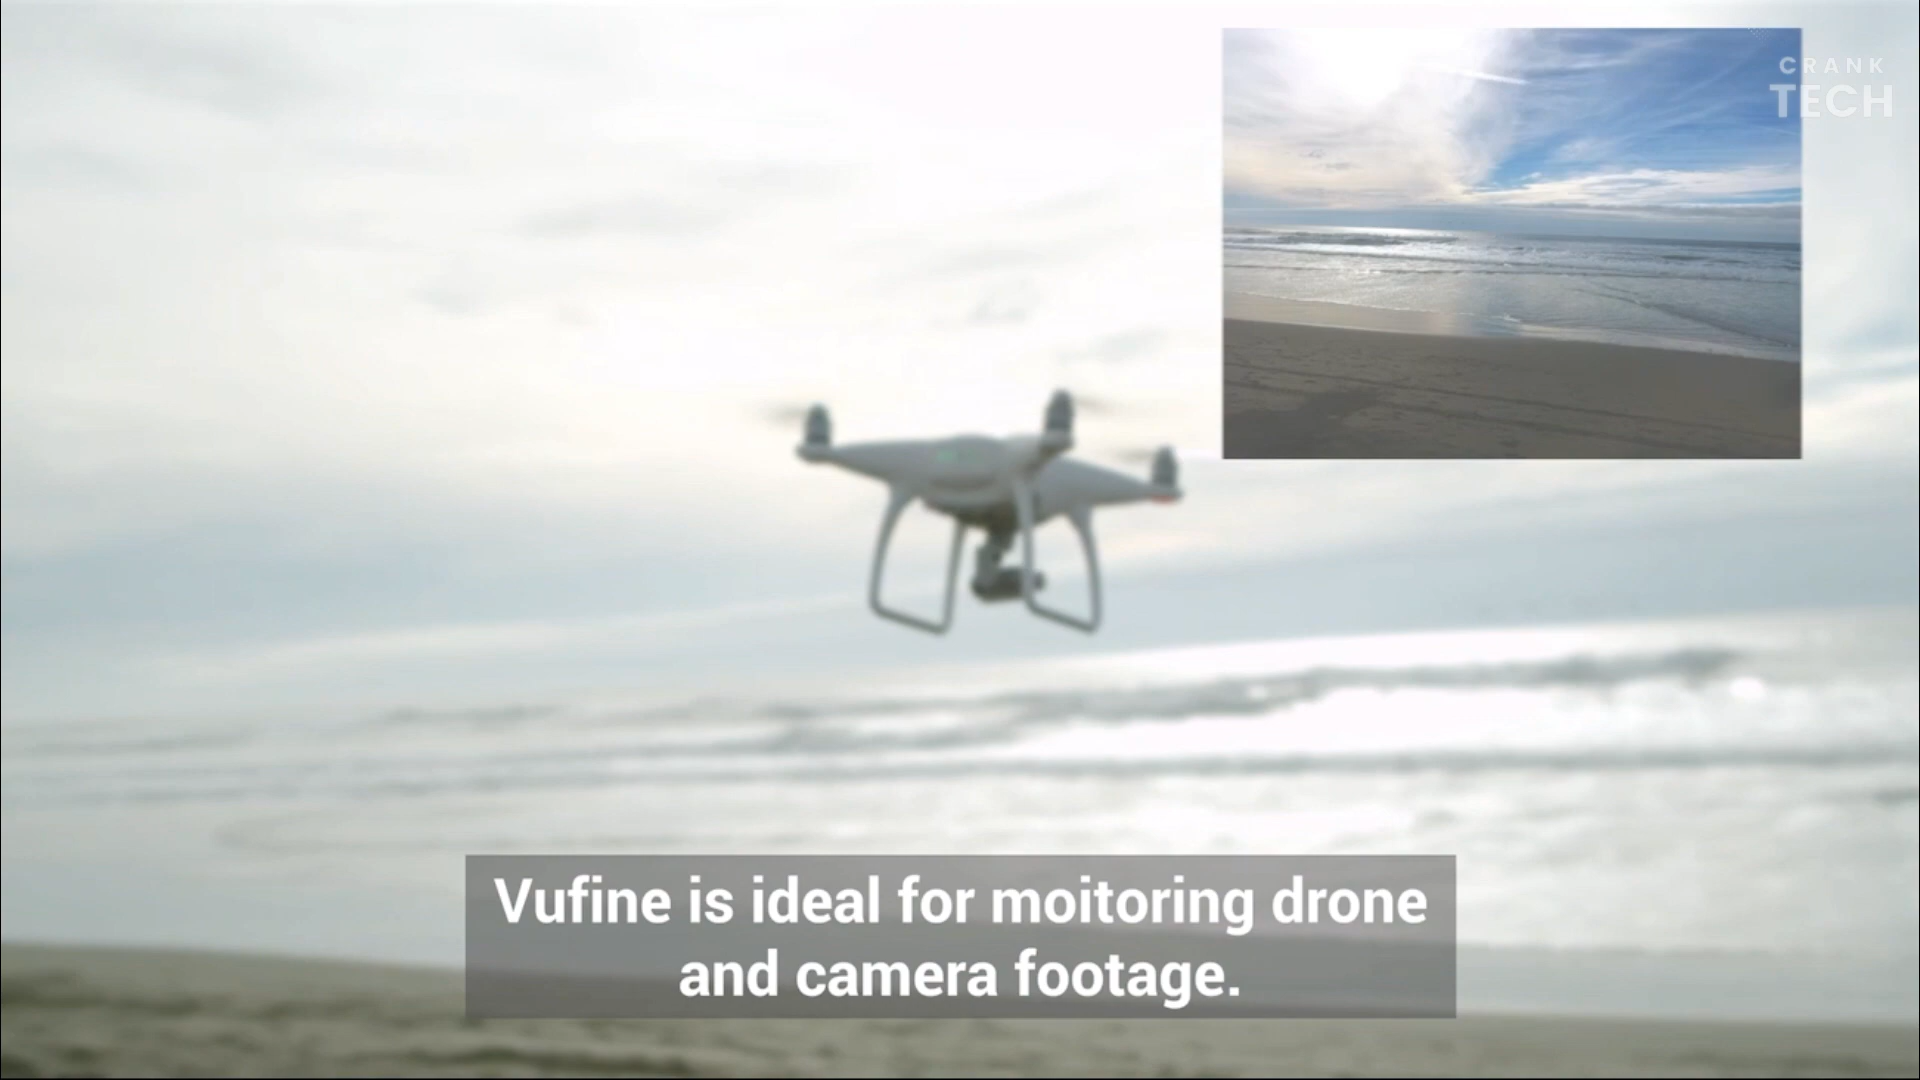 CRANK
TECH
Vufine is ideal for moitoring drone
and camera footage.